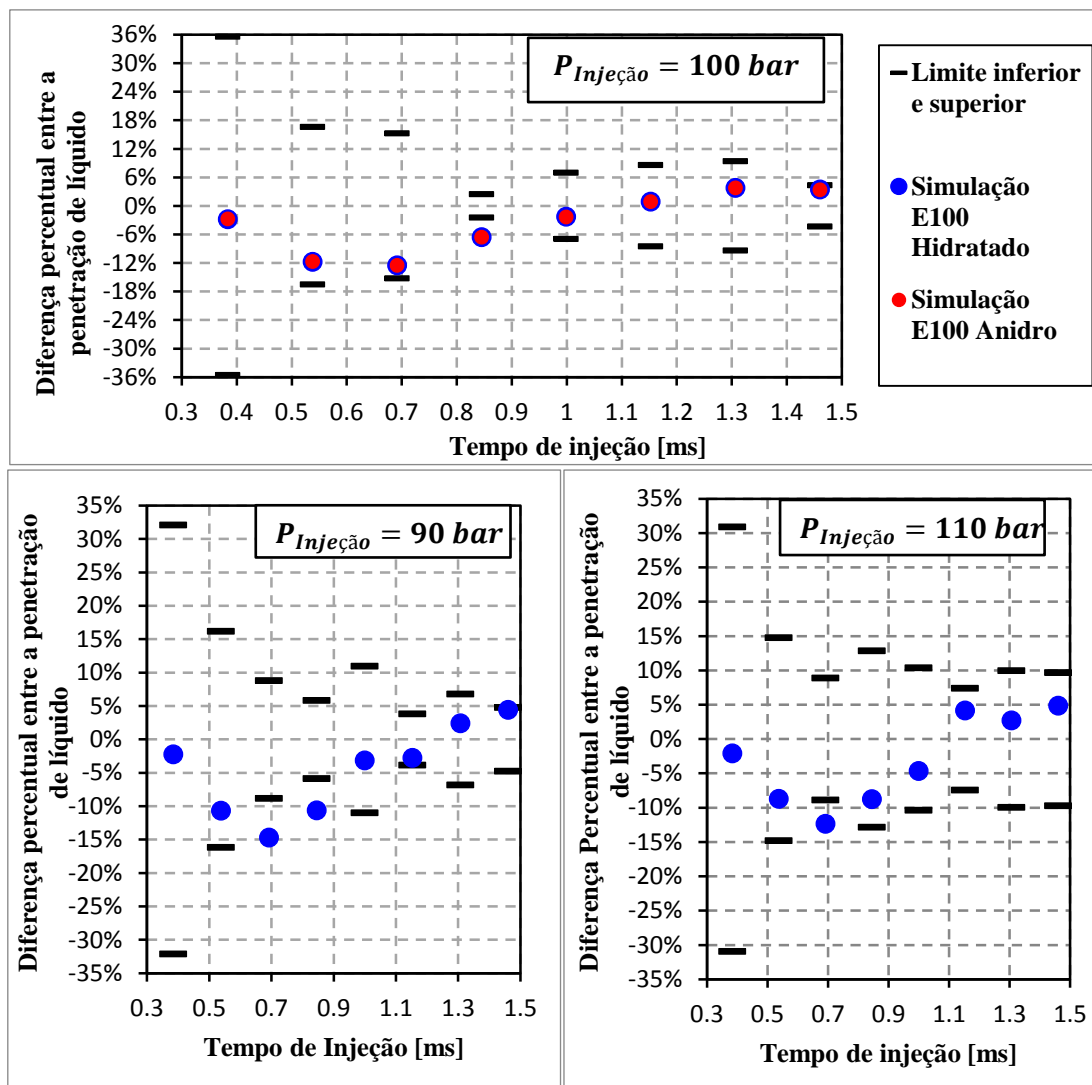 Diferença percentual entre a
penetração de líquido
36%
30%
24%
18%
12%
6%
0%
-6%
-12%
-18%
-24%
-30%
-36%
P_Injeção = 100 bar
0.3 0.4 0.5 0.6 0.7 0.8 0.9 1 1.1 1.2 1.3 1.4 1.5
Tempo de injeção [ms]
Limite inferior
e superior
Simulação
E100
Hidratado
Simulação
E100 Anidro
Diferença percentual entre a penetração
de líquido
35%
30%
25%
20%
15%
10%
5%
0%
-5%
-10%
-15%
-20%
-25%
-30%
-35%
P_Injeção = 90 bar
0.3 0.5 0.7 0.9 1.1 1.3 1.5
Tempo de Injeção [ms]
Diferença Percentual entre a penetração
de líquido
35%
30%
25%
20%
15%
10%
5%
0%
-5%
-10%
-15%
-20%
-25%
-30%
-35%
P_Injeção = 110 bar
0.3 0.5 0.7 0.9 1.1 1.3 1.5
Tempo de injeção [ms]